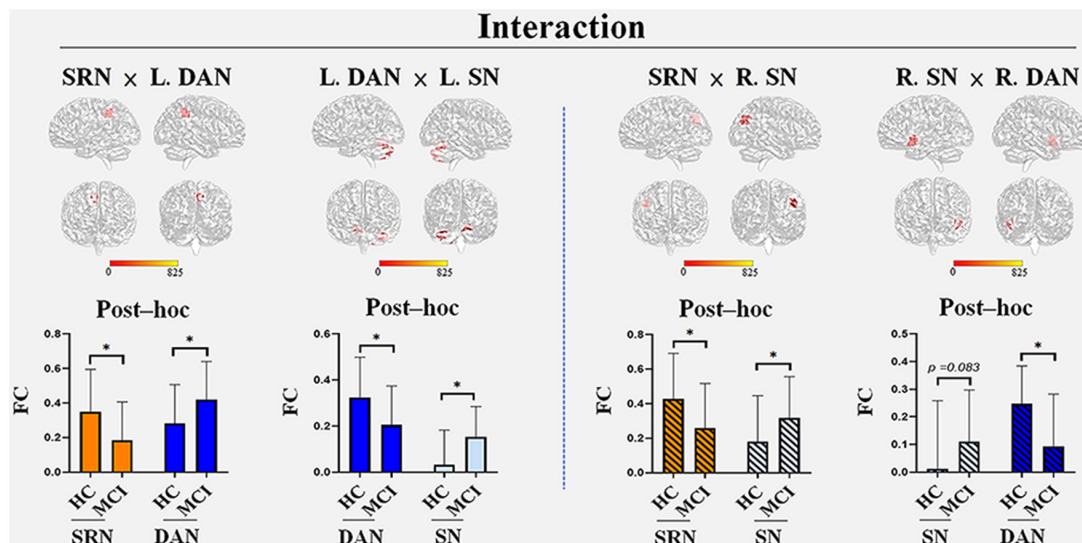 Interaction
SRN × L. DAN
L. DAN × L. SN
SRN × R. SN
R. SN × R. DAN
0 825
0 825
0 825
0 825
Post–hoc
Post–hoc
Post–hoc
Post–hoc
FC
0.8
0.6
0.4
0.2
0.0
* *
HC MCI HC MCI
SRN DAN
FC
0.6
0.4
0.2
0.0
* *
HC MCI HC MCI
DAN SN
FC
0.8
0.6
0.4
0.2
0.0
* *
HC MCI HC MCI
SRN SN
FC
0.5
0.4
0.3
0.2
0.1
0.0
p =0.083 *
HC MCI HC MCI
SN DAN